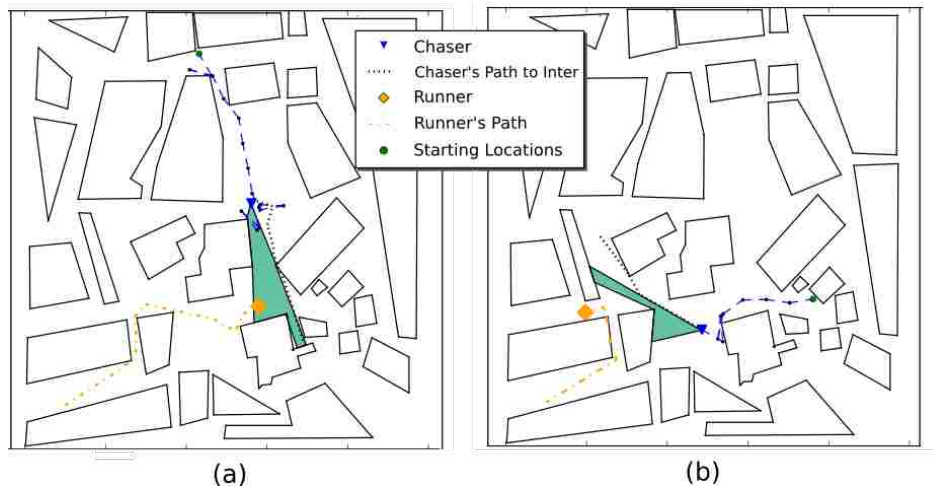 Chaser
Chaser's Path to Inter
Runner
Runner's Path
Starting Locations
(a)
(b)